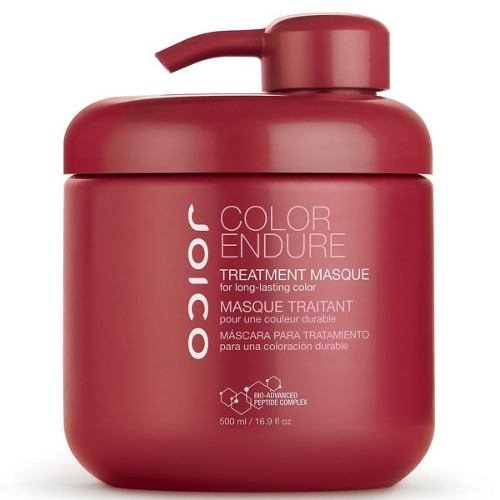 JOICO
COLOR
ENDURE
TREATMENT MASQUE
for long-lasting color
MASQUE TRAITANT
pour une couleur durable
MÁSCARA PARA TRATAMIENTO
para una coloración durable
BIO-ADVANCED
PEPTIDE COMPLEX
500 ml / 16.9 fl oz